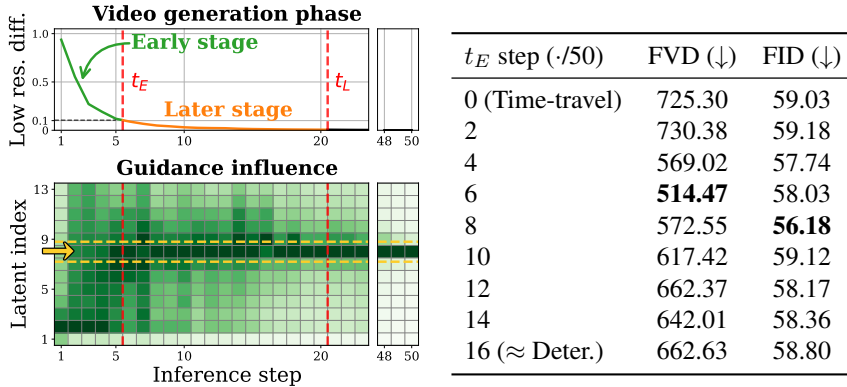 Video generation phase
Low res. diff.
1.0
0.5
0.1
0
Early stage
Later stage
t_E
t_L
1 5 10 20 48 50
Guidance influence
Latent index
13
9
5
1
1 5 10 20 48 50
Inference step
t_E step (·/50) FVD (↓) FID (↓)
0 (Time-travel) 725.30 59.03
2 730.38 59.18
4 569.02 57.74
6 514.47 58.03
8 572.55 56.18
10 617.42 59.12
12 662.37 58.17
14 642.01 58.36
16 (≈ Deter.) 662.63 58.80